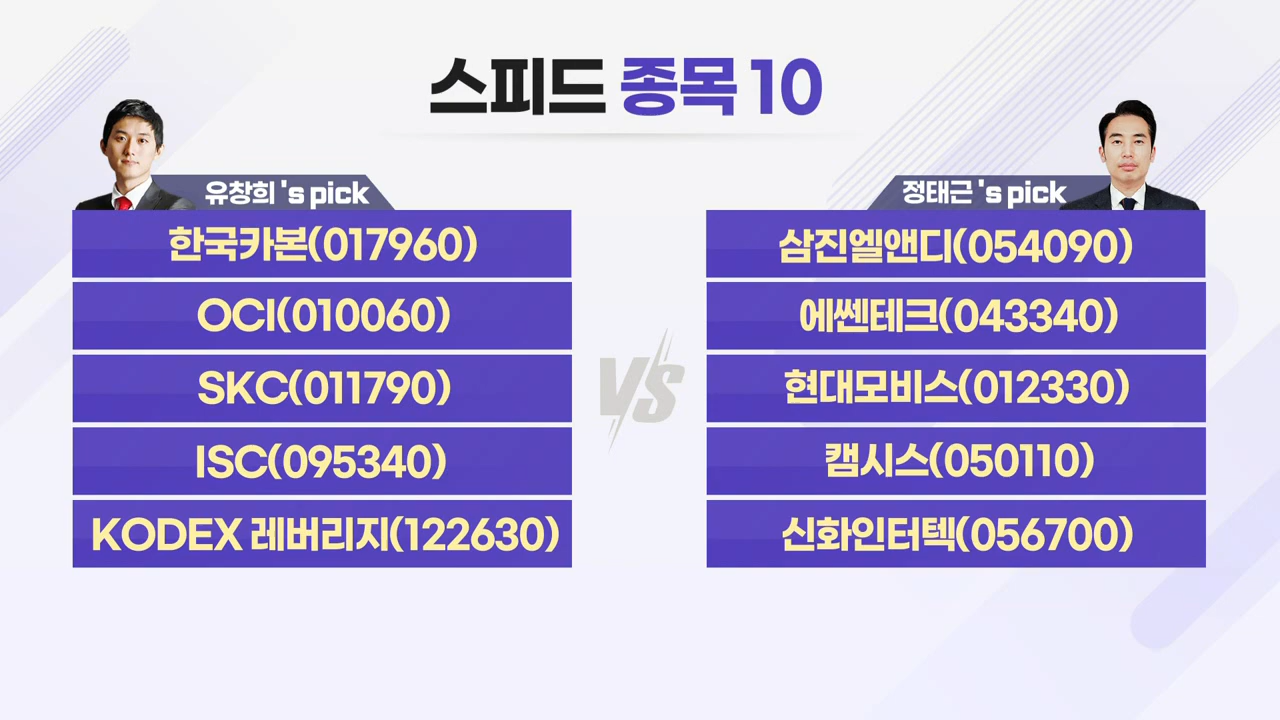 스피드 종목 10
유창희 's pick
한국카본(017960)
OCI(010060)
SKC(011790)
ISC(095340)
KODEX 레버리지(122630)
VS
정태근 's pick
삼진엘앤디(054090)
에쎈테크(043340)
현대모비스(012330)
캠시스(050110)
신화인터텍(056700)